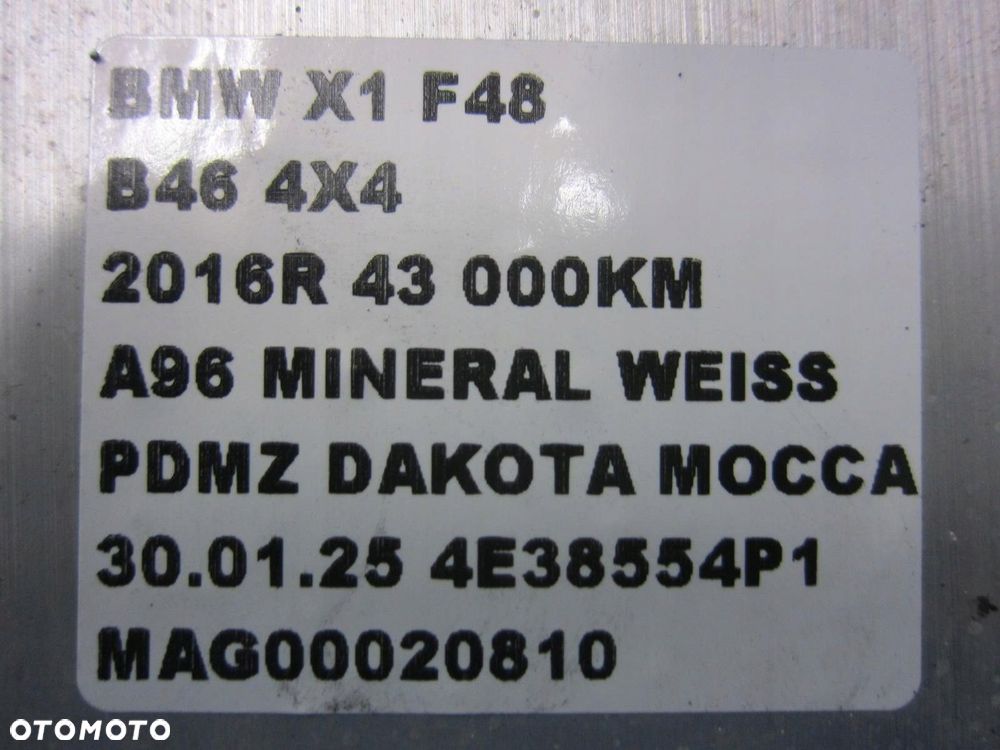 BMW X1 F48
B46 4X4
2016R 43 000KM
A96 MINERAL WEISS
PDMZ DAKOTA MOCCA
30.01.25 4E38554P1
MAG00020810
OTOMOTO